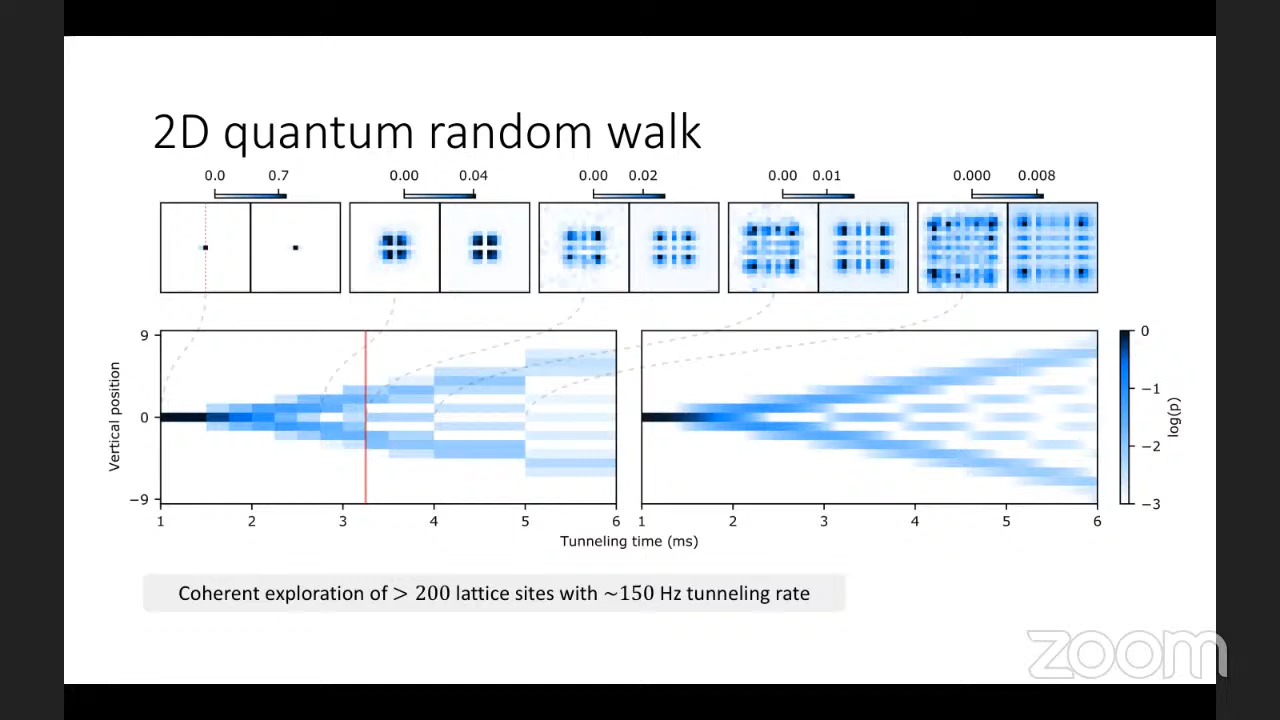 2D quantum random walk
0.0 0.7 0.00 0.04 0.00 0.02 0.00 0.01 0.000 0.008
Vertical position
9
0
−9
1 2 3 4 5 6
1 2 3 4 5 6
Tunneling time (ms)
0
−1
−2
−3
log(p)
Coherent exploration of > 200 lattice sites with ~150 Hz tunneling rate
zoom